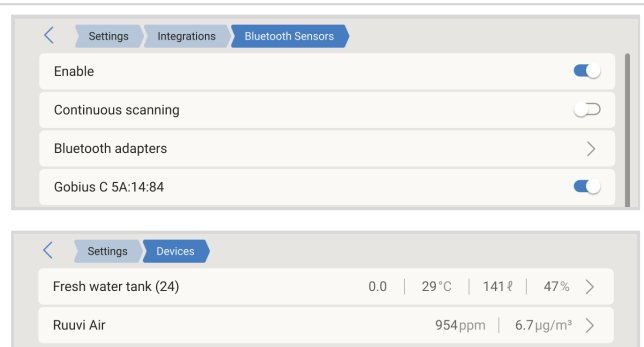 Settings Integrations Bluetooth Sensors
Enable
Continuous scanning
Bluetooth adapters
Gobius C 5A:14:84
Settings Devices
Fresh water tank (24) 0.0 29°C 141ℓ 47%
Ruuvi Air 954ppm 6.7µg/m³